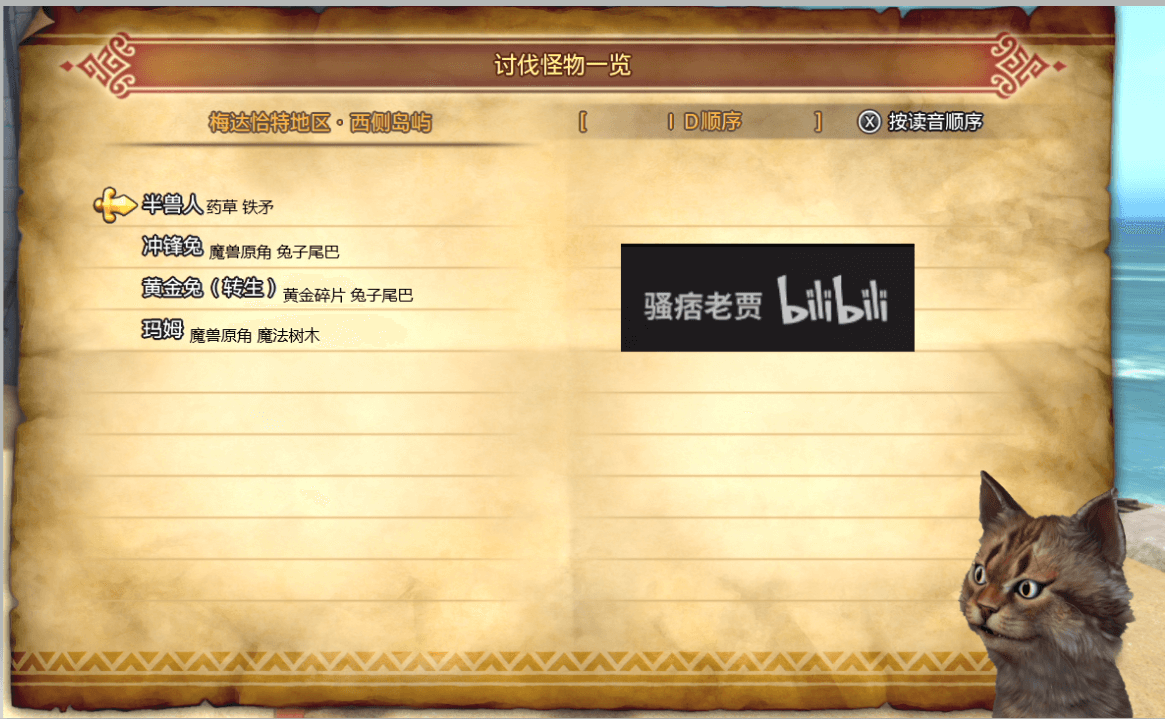 讨伐怪物一览
梅达恰特地区·西侧岛屿 [ ID顺序 ] X 按读音顺序
半兽人 药草 铁矛
冲锋兔 魔兽原角 兔子尾巴
黄金兔（转生） 黄金碎片 兔子尾巴
玛姆 魔兽原角 魔法树木
骚痞老贾 bilibili